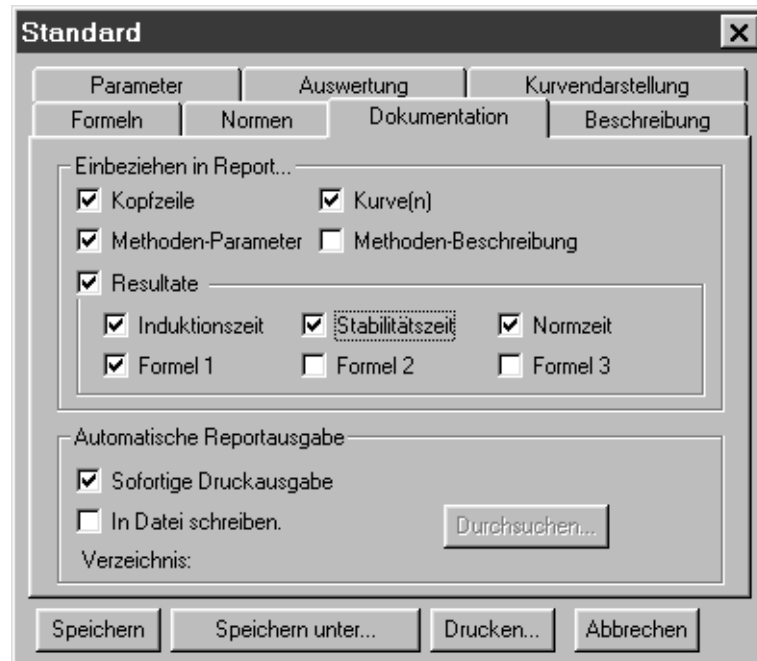 Standard
Parameter Auswertung Kurvendarstellung
Formeln Normen Dokumentation Beschreibung
Einbeziehen in Report...
Kopfzeile Kurve(n)
Methoden-Parameter Methoden-Beschreibung
Resultate
Induktionszeit Stabilitätszeit Normzeit
Formel 1 Formel 2 Formel 3
Automatische Reportausgabe
Sofortige Druckausgabe
In Datei schreiben. Durchsuchen...
Verzeichnis:
Speichern Speichern unter... Drucken... Abbrechen